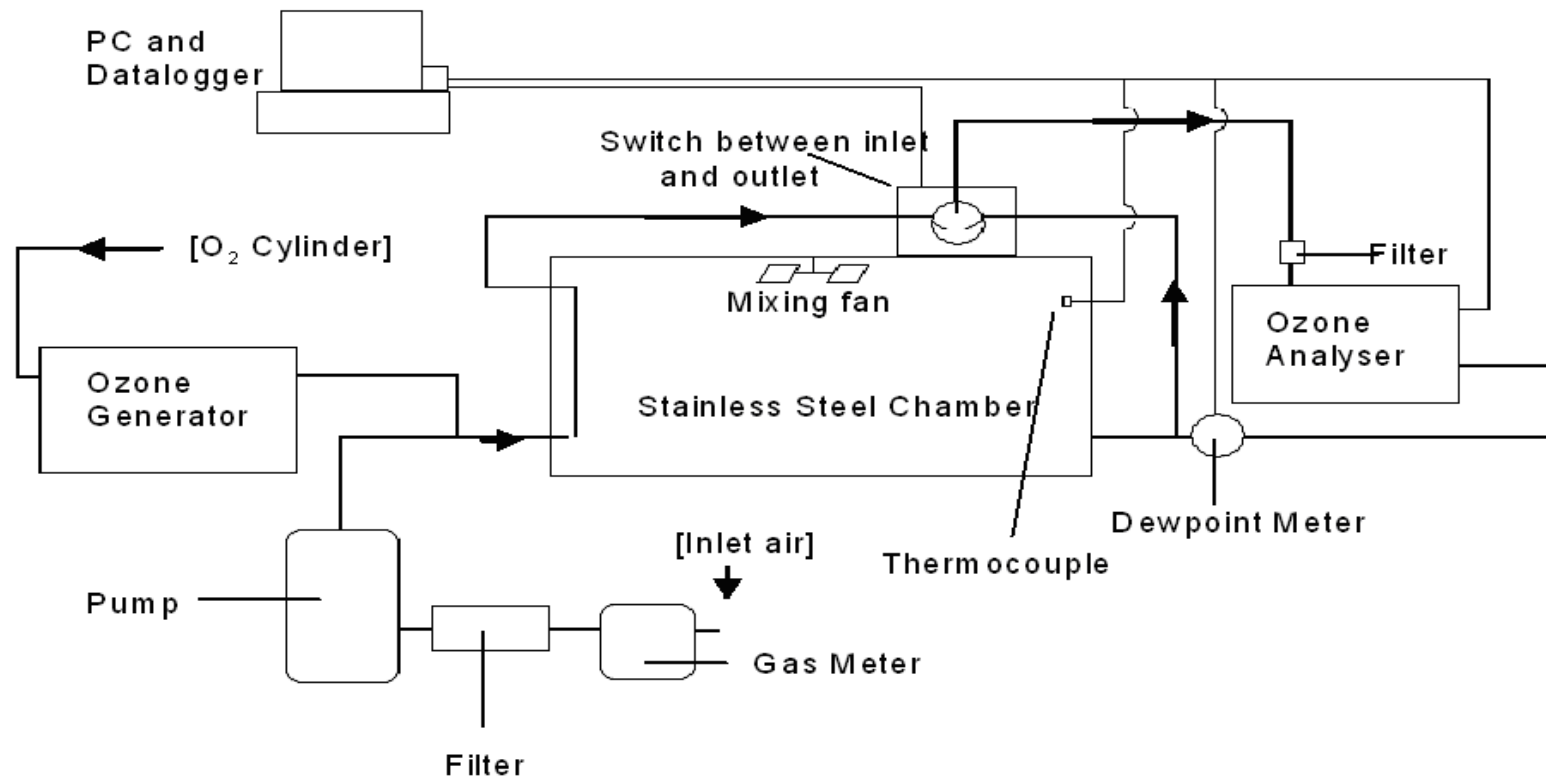 PC and
Datalogger
Switch between inlet
and outlet
[O₂ Cylinder]
Filter
Mixing fan
Ozone
Analyser
Ozone
Generator
Stainless Steel Chamber
Dewpoint Meter
[Inlet air]
Thermocouple
Pump
Gas Meter
Filter